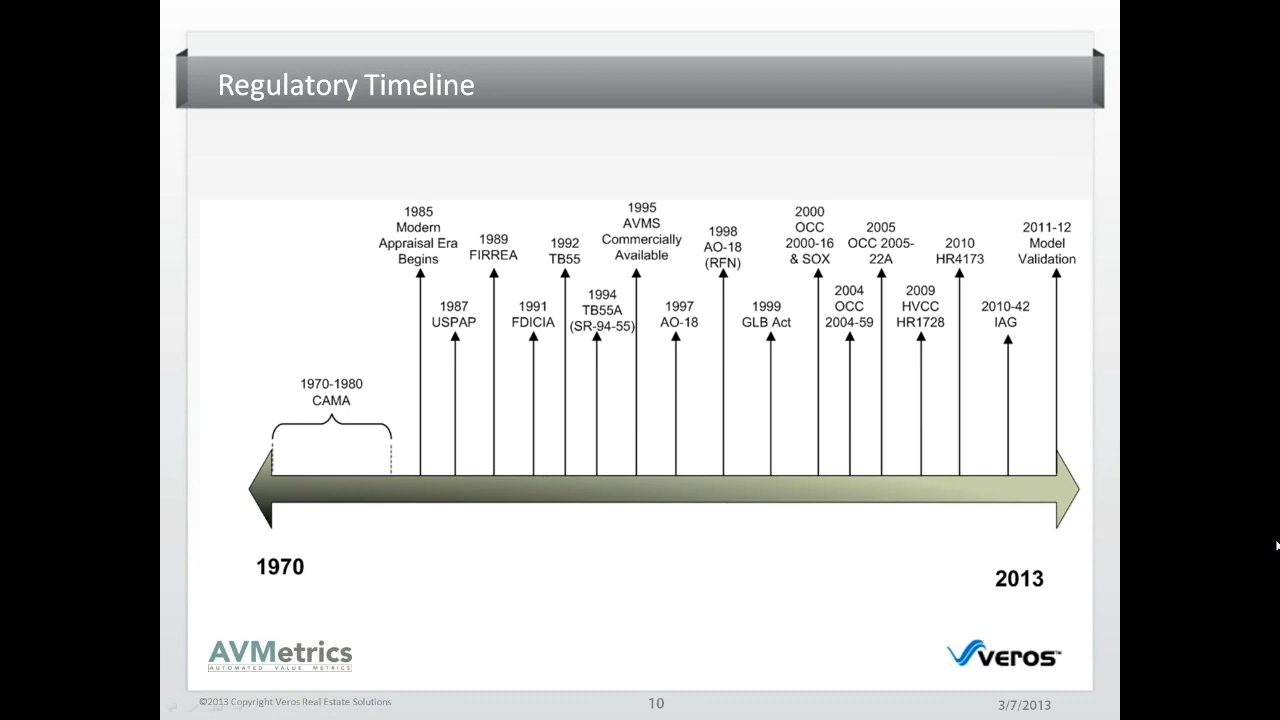 Regulatory Timeline
1985
Modern
Appraisal Era
Begins
1987
USPAP
1989
FIRREA
1991
FDICIA
1992
TB55
1994
TB55A
(SR-94-55)
1995
AVMS
Commercially
Available
1997
AO-18
1998
AO-18
(RFN)
1999
GLB Act
2000
OCC
2000-16
& SOX
2004
OCC
2004-59
2005
OCC 2005-
22A
2009
HVCC
HR1728
2010
HR4173
2010-42
IAG
2011-12
Model
Validation
1970-1980
CAMA
1970
2013
AVMetrics
AUTOMATED VALUE METRICS
VEROS™
©2013 Copyright Veros Real Estate Solutions
10
3/7/2013